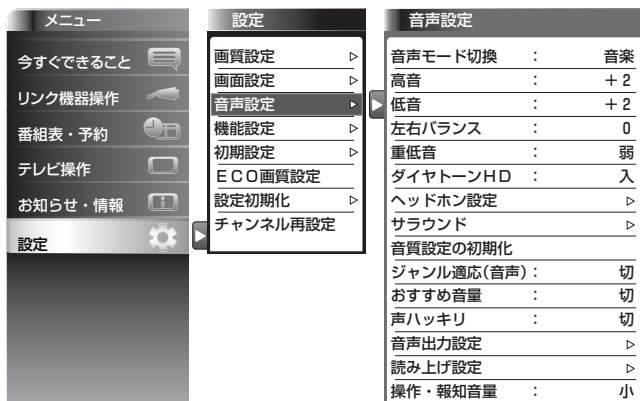 メニュー
今すぐできること
リンク機器操作
番組表・予約
テレビ操作
お知らせ・情報
設定
設定
画質設定 ▷
画面設定 ▷
音声設定 ▷
機能設定 ▷
初期設定 ▷
ECO画質設定
設定初期化 ▷
チャンネル再設定
音声設定
音声モード切換 : 音楽
高音 : +2
低音 : +2
左右バランス : 0
重低音 : 弱
ダイヤトーンHD : 入
ヘッドホン設定 ▷
サラウンド ▷
音質設定の初期化
ジャンル適応(音声) : 切
おすすめ音量 : 切
声ハッキリ : 切
音声出力設定 ▷
読み上げ設定 ▷
操作・報知音量 : 小